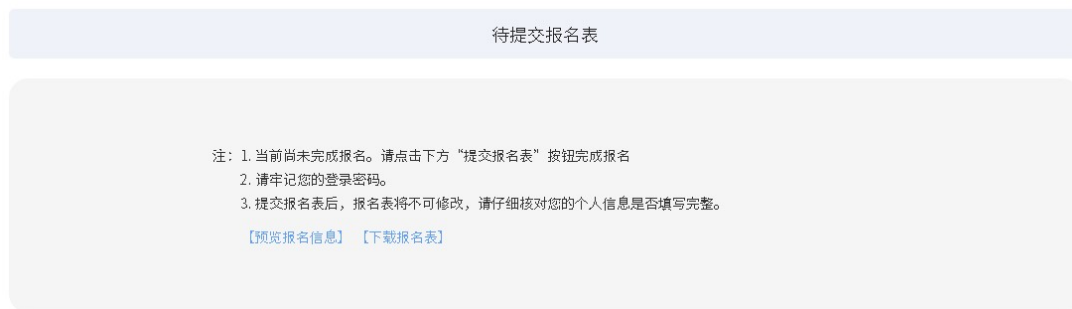 待提交报名表
注：1. 当前尚未完成报名。请点击下方“提交报名表”按钮完成报名
2. 请牢记您的登录密码。
3. 提交报名表后，报名表将不可修改，请仔细核对您的个人信息是否填写完整。
【预览报名信息】 【下载报名表】